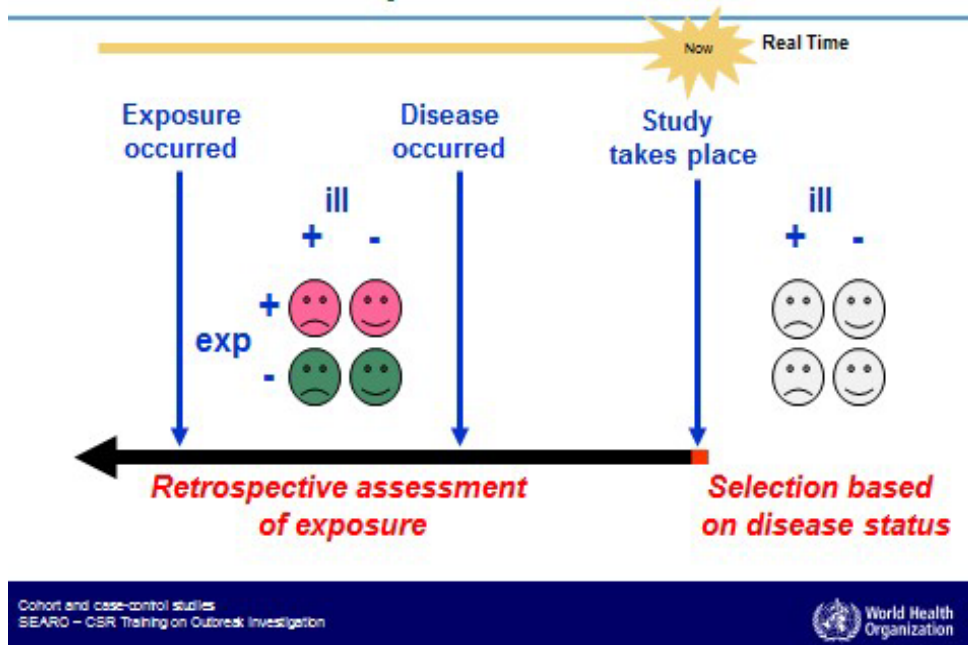 Now
Real Time
Exposure
occurred
Disease
occurred
Study
takes place
ill
+ -
+
exp
-
ill
+ -
Retrospective assessment
of exposure
Selection based
on disease status
Cohort and case-control studies
SEARO – CSR Training on Outbreak Investigation
World Health
Organization